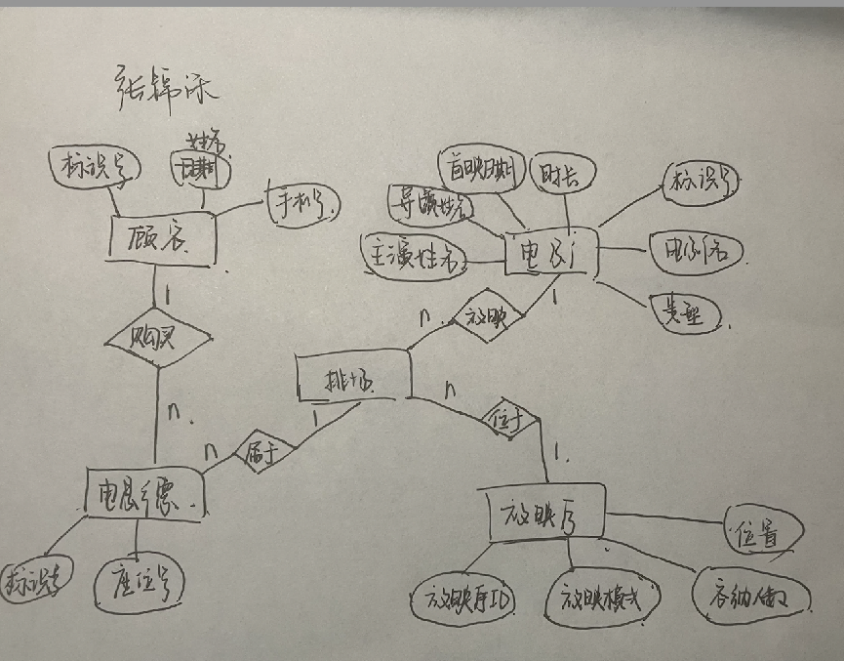 姓名
标识号
手机号
首映日期
时长
标识号
导演姓名
顾客
主演姓名
电影
电影名
类型
1
n.
放映
1
购买
排场
n
位于
1
n.
n
属于
1.
电影票.
放映厅
位置
标识号
座位号
放映厅ID
放映模式
容纳人数